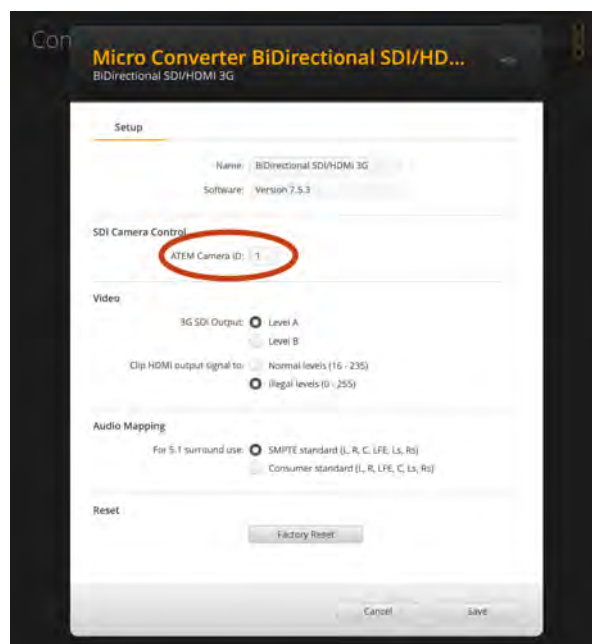 Con
Micro Converter BiDirectional SDI/HD...
BiDirectional SDI/HDMI 3G
Setup
Name: BiDirectional SDI/HDMI 3G
Software: Version 7.5.3
SDI Camera Control
ATEM Camera ID: 1
Video
3G SDI Output: Level A
Level B
Clip HDMI output signal to: Normal levels (16 - 235)
Illegal levels (0 - 255)
Audio Mapping
For 5.1 surround use: SMPTE standard (L, R, C, LFE, Ls, Rs)
Consumer standard (L, R, LFE, C, Ls, Rs)
Reset
Factory Reset
Cancel Save